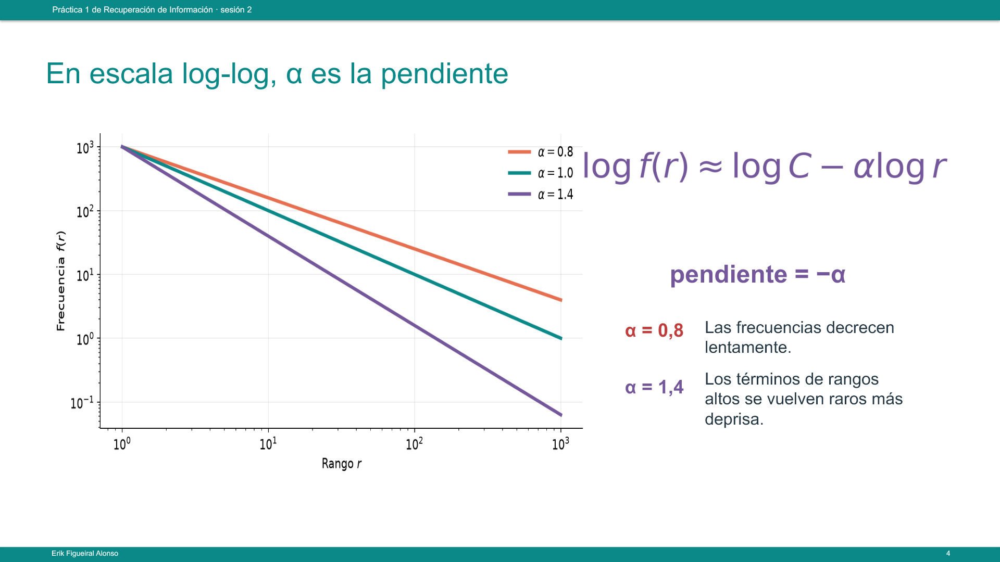 Práctica 1 de Recuperación de Información · sesión 2
En escala log-log, α es la pendiente
10³
10²
10¹
10⁰
10⁻¹
Frecuencia f(r)
10⁰ 10¹ 10² 10³
Rango r
α = 0.8
α = 1.0
α = 1.4
log f(r) ≈ log C − αlog r
pendiente = −α
α = 0,8
Las frecuencias decrecen
lentamente.
α = 1,4
Los términos de rangos
altos se vuelven raros más
deprisa.
Erik Figueiral Alonso
4